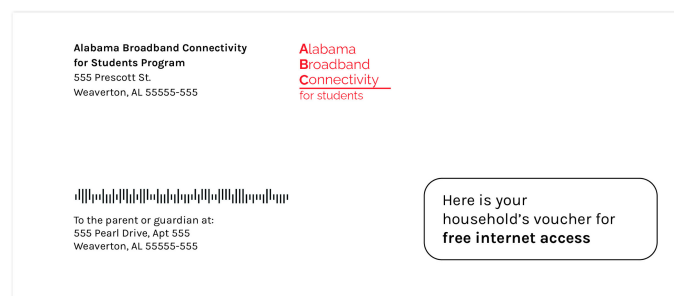 Alabama Broadband Connectivity
for Students Program
555 Prescott St.
Weaverton, AL 55555-555
Alabama
Broadband
Connectivity
for students
To the parent or guardian at:
555 Pearl Drive, Apt 555
Weaverton, AL 55555-555
Here is your
household’s voucher for
free internet access